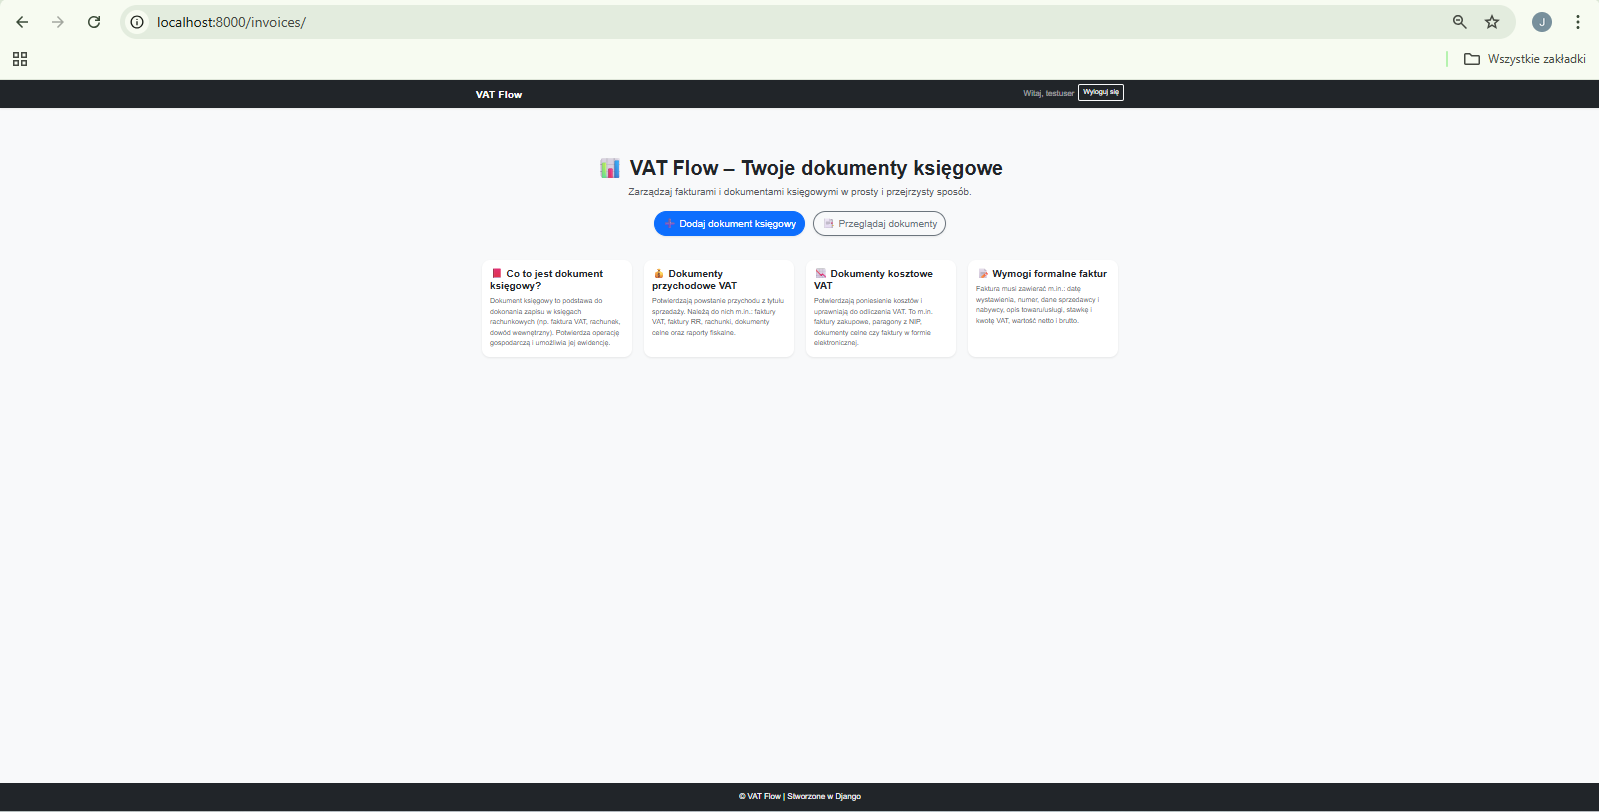 localhost:8000/invoices/
J
Wszystkie zakładki
VAT Flow
Witaj, testuser
Wyloguj się
VAT Flow – Twoje dokumenty księgowe
Zarządzaj fakturami i dokumentami księgowymi w prosty i przejrzysty sposób.
Dodaj dokument księgowy
Przeglądaj dokumenty
Co to jest dokument
księgowy?
Dokument księgowy to podstawa do
dokonania zapisu w księgach
rachunkowych (np. faktura VAT, rachunek,
dowód wewnętrzny). Potwierdza operację
gospodarczą i umożliwia jej ewidencję.
Dokumenty
przychodowe VAT
Potwierdzają powstanie przychodu z tytułu
sprzedaży. Należą do nich m.in.: faktury
VAT, faktury RR, rachunki, dokumenty
celne oraz raporty fiskalne.
Dokumenty kosztowe
VAT
Potwierdzają poniesienie kosztów i
uprawniają do odliczenia VAT. To m.in.
faktury zakupowe, paragony z NIP,
dokumenty celne czy faktury w formie
elektronicznej.
Wymogi formalne faktur
Faktura musi zawierać m.in.: datę
wystawienia, numer, dane sprzedawcy i
nabywcy, opis towaru/usługi, stawkę i
kwotę VAT, wartość netto i brutto.
© VAT Flow | Stworzone w Django